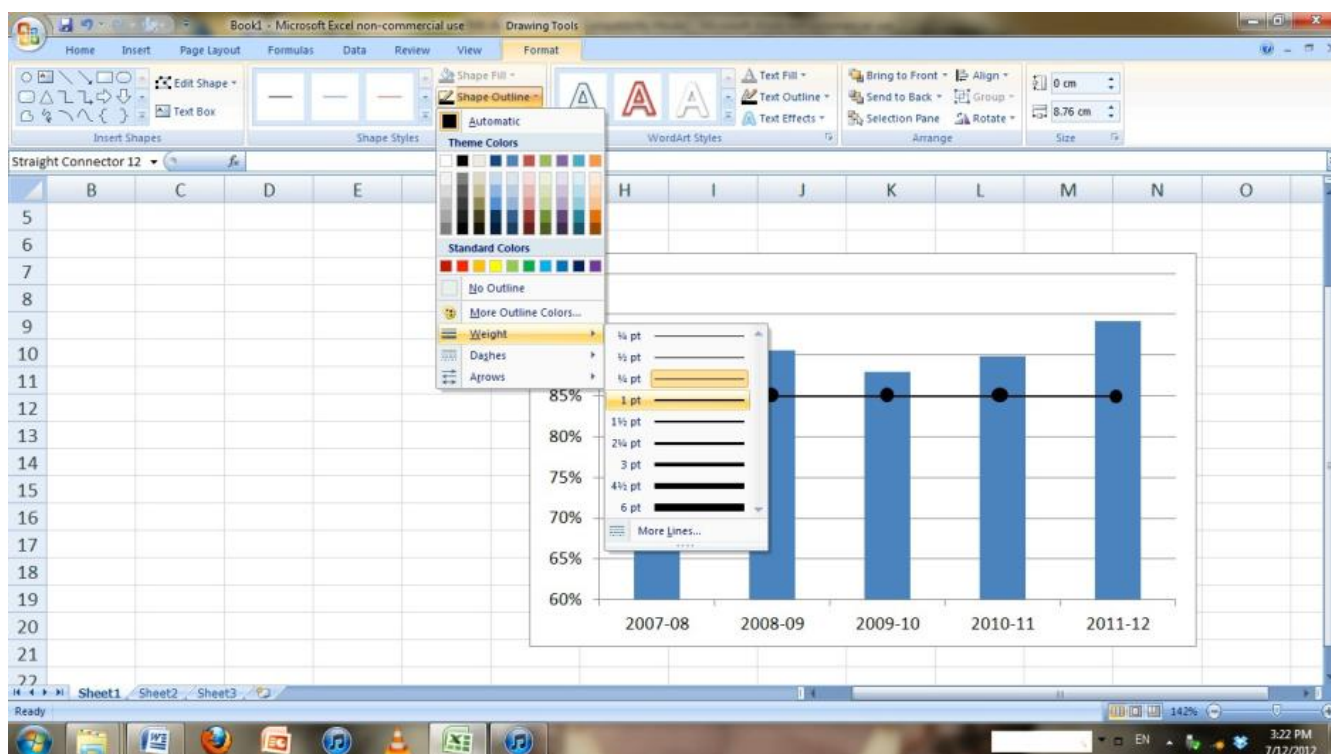 Book1 - Microsoft Excel non-commercial use
Drawing Tools
Home Insert Page Layout Formulas Data Review View Format
Edit Shape
Text Box
Insert Shapes
Shape Styles
Shape Fill
Shape Outline
Text Fill
Text Outline
Text Effects
WordArt Styles
Bring to Front
Send to Back
Selection Pane
Align
Group
Rotate
Arrange
0 cm
8.76 cm
Size
Straight Connector 12
fx
Automatic
Theme Colors
Standard Colors
No Outline
More Outline Colors...
Weight
Dashes
Arrows
¼ pt
½ pt
¾ pt
1 pt
1½ pt
2¼ pt
3 pt
4½ pt
6 pt
More Lines...
B C D E H I J K L M N O
5
6
7
8
9
10
11
12
13
14
15
16
17
18
19
20
21
22
85%
80%
75%
70%
65%
60%
2007-08 2008-09 2009-10 2010-11 2011-12
Sheet1 Sheet2 Sheet3
Ready
142%
EN
3:22 PM
7/12/2012